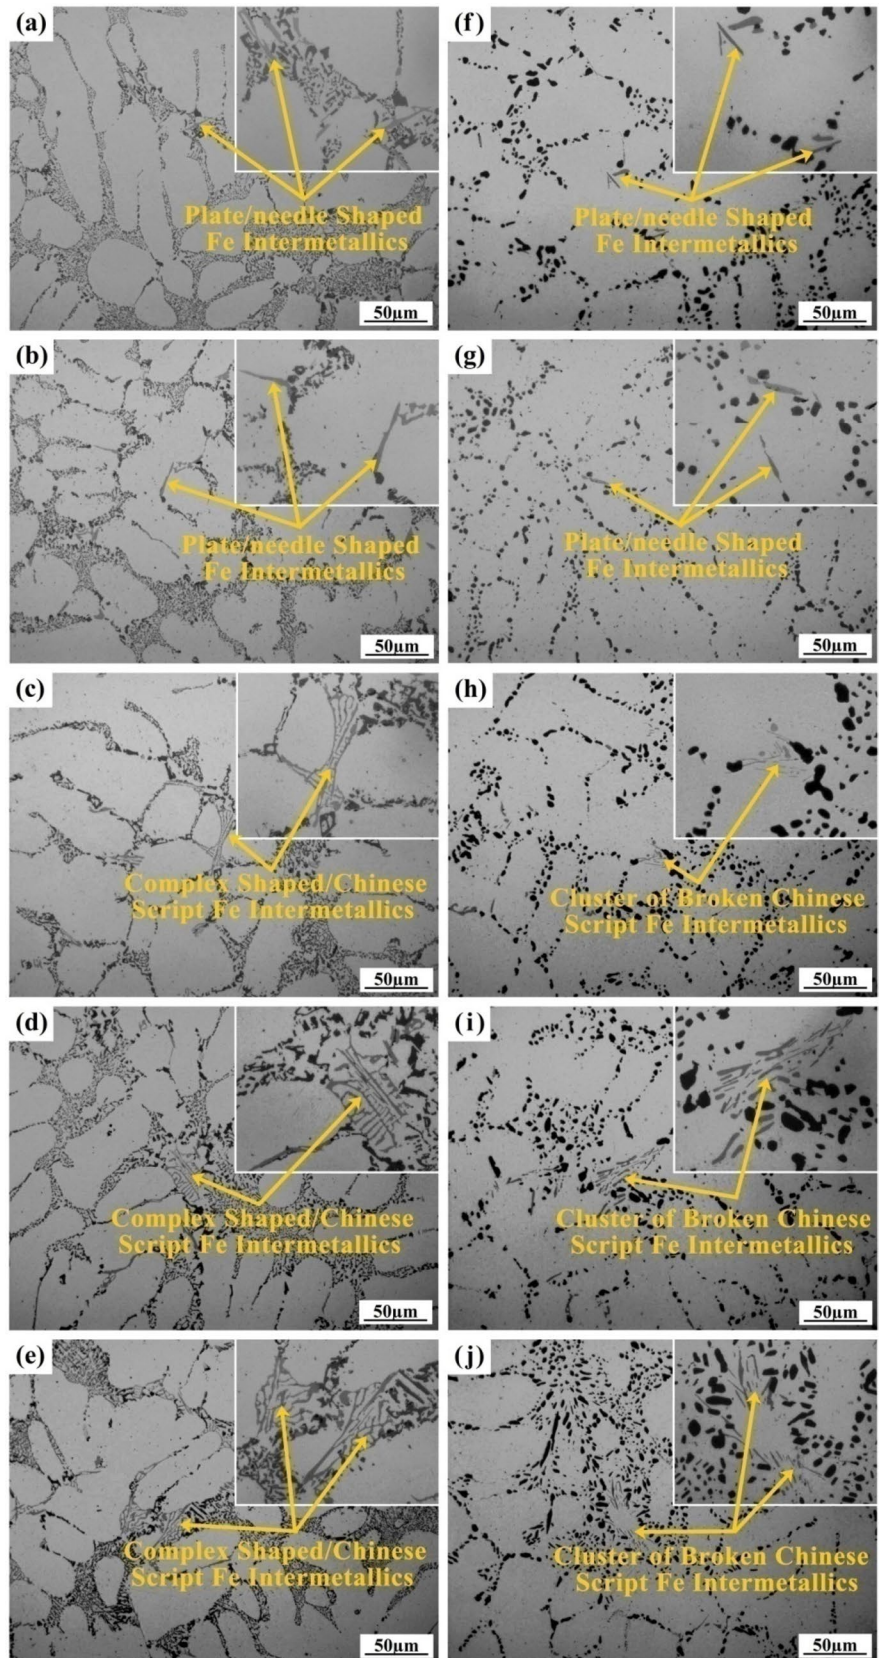 (a)
Plate/needle Shaped
Fe Intermetallics
50μm
(f)
Plate/needle Shaped
Fe Intermetallics
50μm
(b)
Plate/needle Shaped
Fe Intermetallics
50μm
(g)
Plate/needle Shaped
Fe Intermetallics
50μm
(c)
Complex Shaped/Chinese
Script Fe Intermetallics
50μm
(h)
Cluster of Broken Chinese
Script Fe Intermetallics
50μm
(d)
Complex Shaped/Chinese
Script Fe Intermetallics
50μm
(i)
Cluster of Broken Chinese
Script Fe Intermetallics
50μm
(e)
Complex Shaped/Chinese
Script Fe Intermetallics
50μm
(j)
Cluster of Broken Chinese
Script Fe Intermetallics
50μm